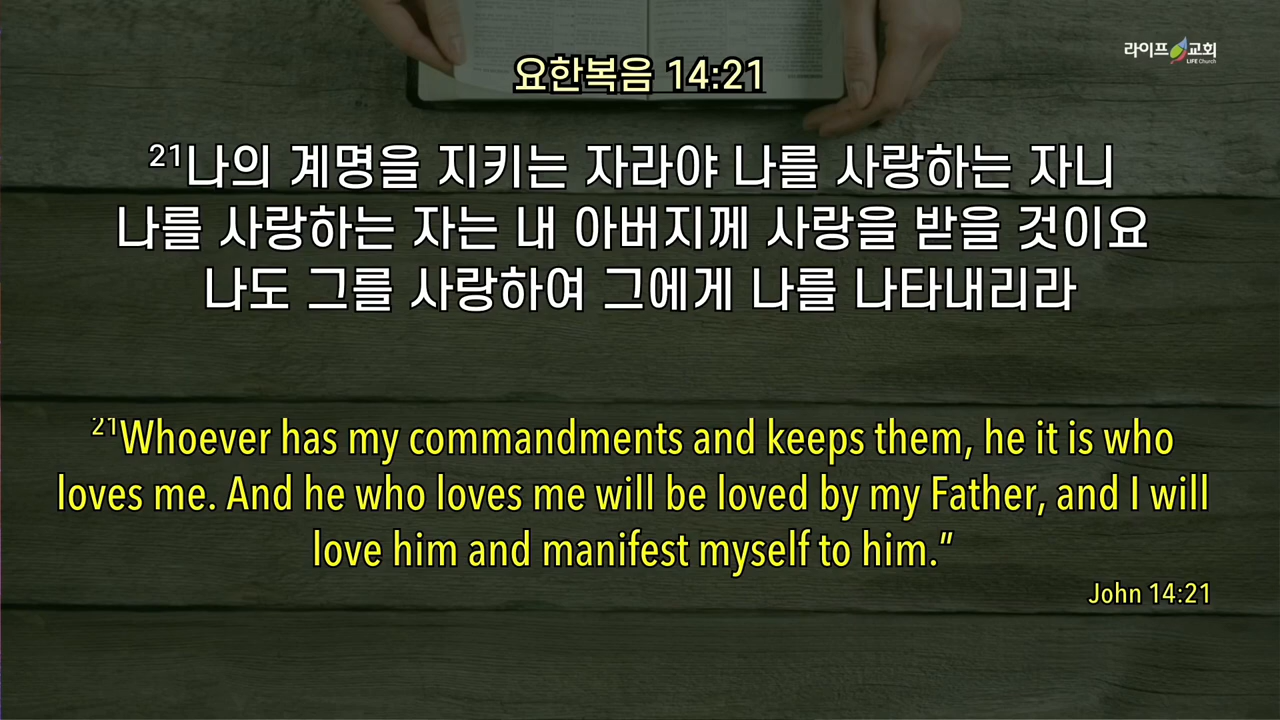 라이프 교회
LIFE Church
요한복음 14:21
21나의 계명을 지키는 자라야 나를 사랑하는 자니
나를 사랑하는 자는 내 아버지께 사랑을 받을 것이요
나도 그를 사랑하여 그에게 나를 나타내리라
21Whoever has my commandments and keeps them, he it is who
loves me. And he who loves me will be loved by my Father, and I will
love him and manifest myself to him.”
John 14:21